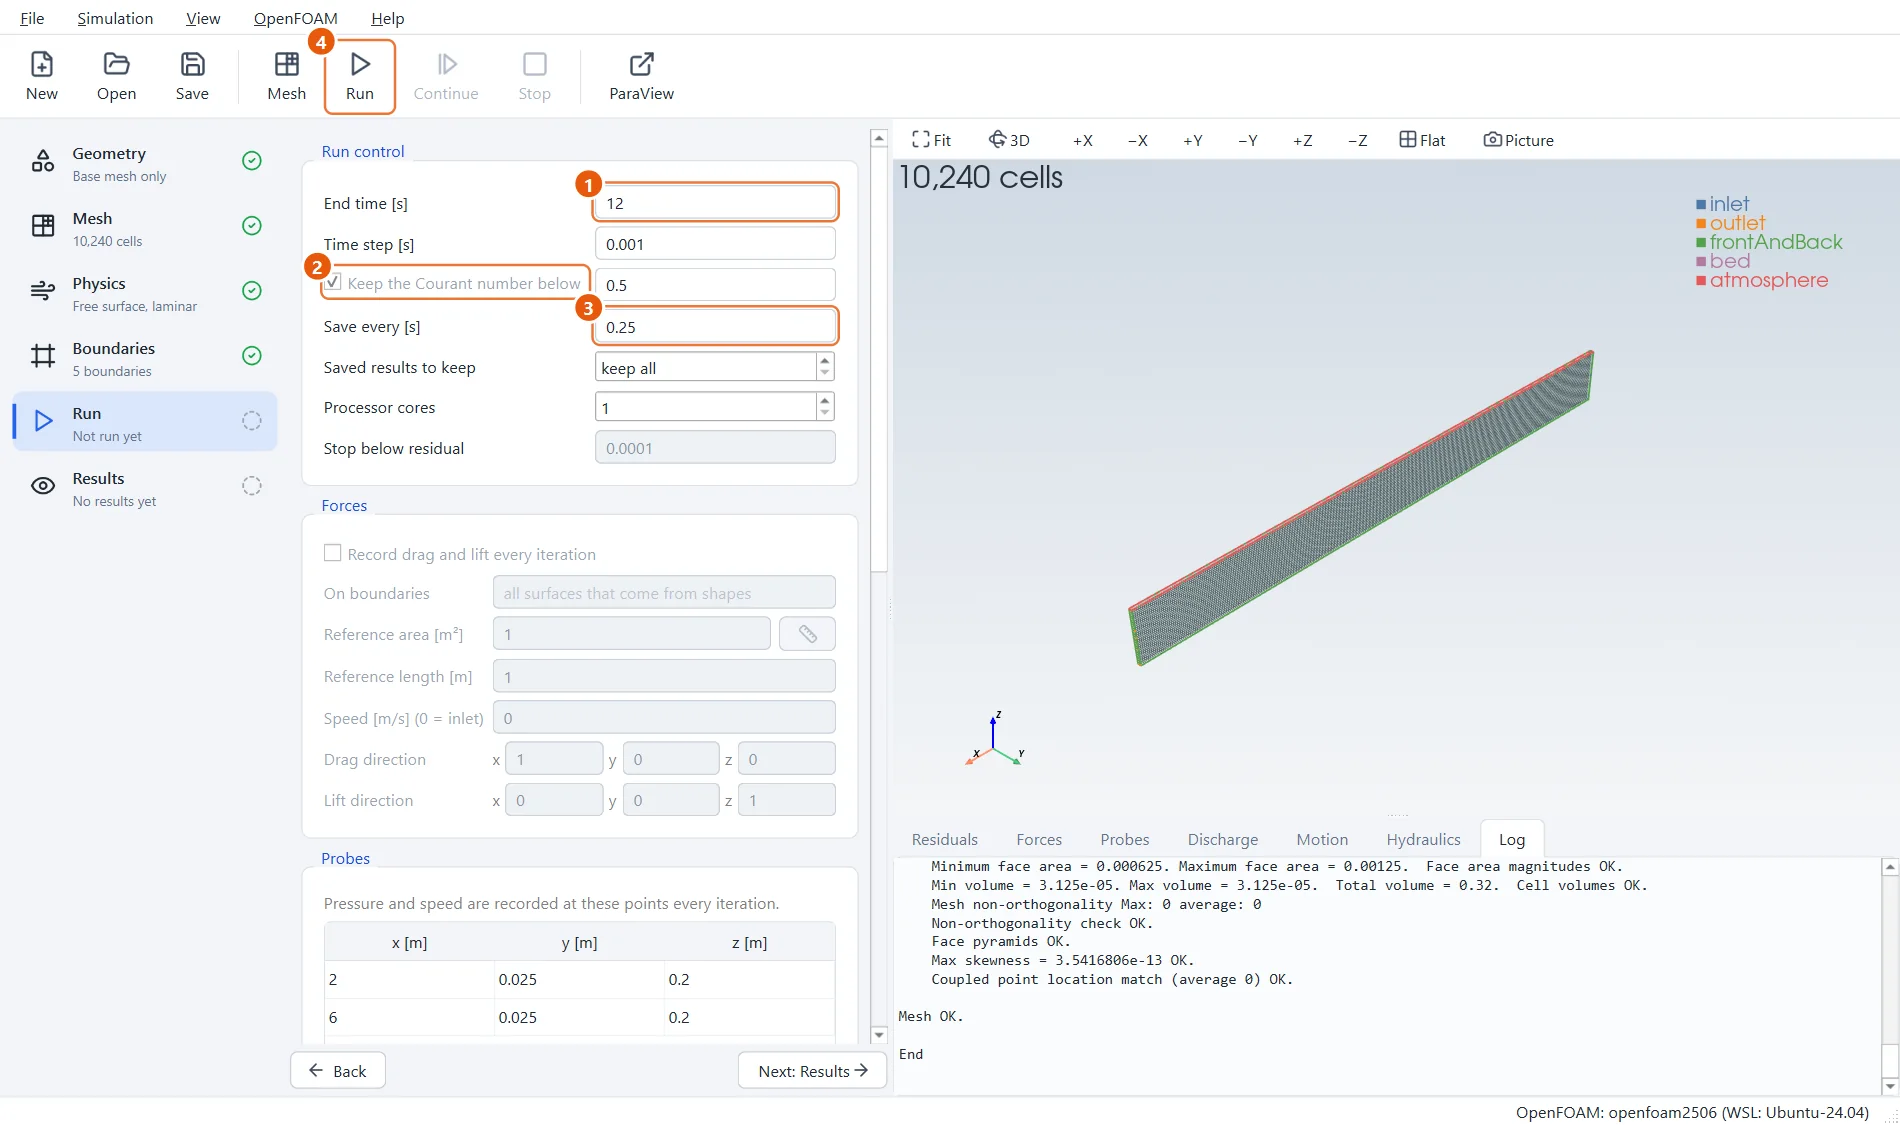 File Simulation View OpenFOAM Help
4
New Open Save Mesh Run Continue Stop ParaView
Geometry
Base mesh only
Mesh
10,240 cells
Physics
Free surface, laminar
Boundaries
5 boundaries
Run
Not run yet
Results
No results yet
Run control
1
End time [s] 12
Time step [s] 0.001
2
Keep the Courant number below 0.5
3
Save every [s] 0.25
Saved results to keep keep all
Processor cores 1
Stop below residual 0.0001
Forces
Record drag and lift every iteration
On boundaries all surfaces that come from shapes
Reference area [m²] 1
Reference length [m] 1
Speed [m/s] (0 = inlet) 0
Drag direction x 1 y 0 z 0
Lift direction x 0 y 0 z 1
Probes
Pressure and speed are recorded at these points every iteration.
x [m] y [m] z [m]
2 0.025 0.2
6 0.025 0.2
Back Next: Results
Fit 3D +X −X +Y −Y +Z −Z Flat Picture
10,240 cells
inlet
outlet
frontAndBack
bed
atmosphere
Z
X Y
Residuals Forces Probes Discharge Motion Hydraulics Log
Minimum face area = 0.000625. Maximum face area = 0.00125.  Face area magnitudes OK.
Min volume = 3.125e-05. Max volume = 3.125e-05.  Total volume = 0.32.  Cell volumes OK.
Mesh non-orthogonality Max: 0 average: 0
Non-orthogonality check OK.
Face pyramids OK.
Max skewness = 3.5416806e-13 OK.
Coupled point location match (average 0) OK.
Mesh OK.
End
OpenFOAM: openfoam2506 (WSL: Ubuntu-24.04)